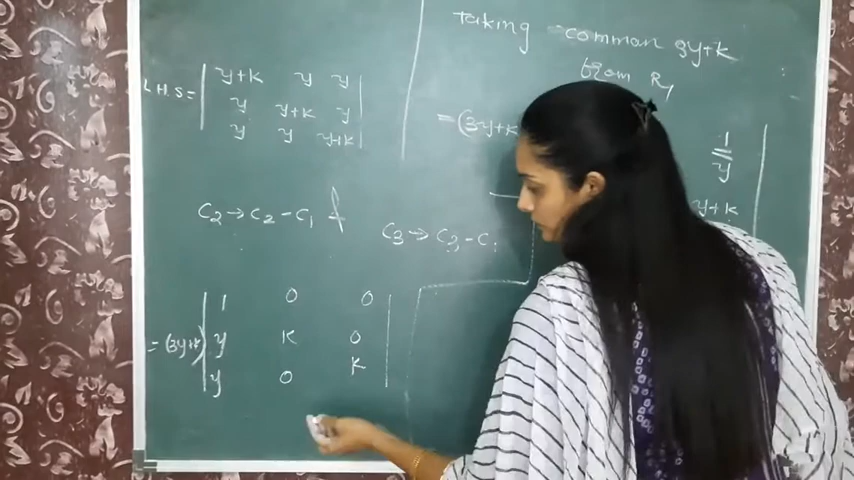 L.H.S =
y+k y y
y y+k y
y y y+k
Taking common 3y+k
from R₁
= (3y+k
1
y
y+k
C₂ → C₂ - C₁ &
C₃ → C₃ - C₁
= (3y+k)
1 0 0
y k 0
y 0 k